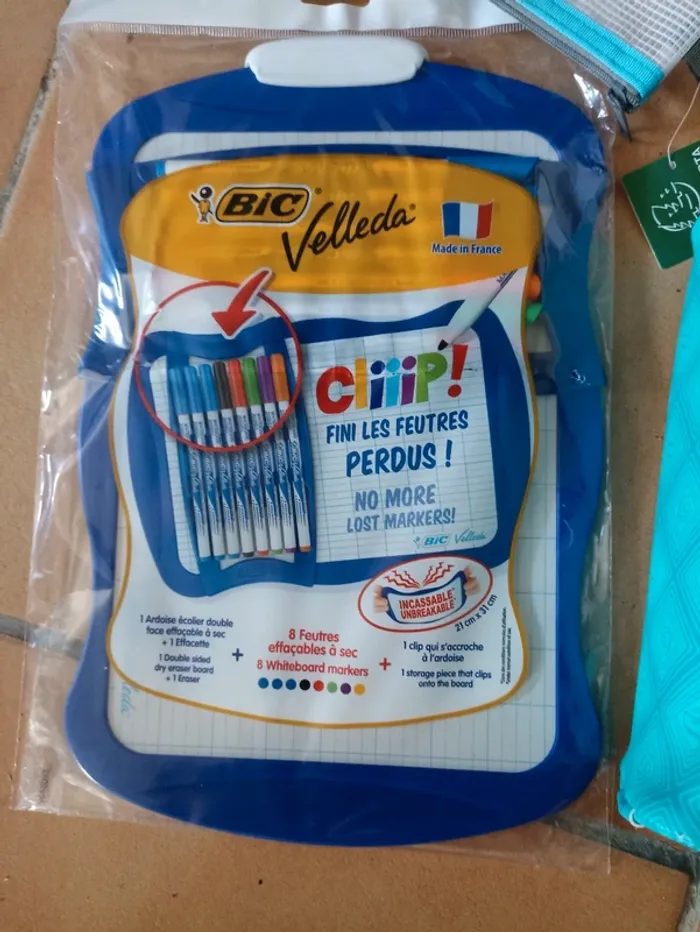 BIC®
Velleda®
Made in France
Cliiip!
FINI LES FEUTRES
PERDUS !
NO MORE
LOST MARKERS!
BIC Velleda
INCASSABLE*
UNBREAKABLE*
21 cm x 31 cm
1 Ardoise écolier double
face effaçable à sec
+ 1 Effacette
1 Double sided
dry eraser board
+ 1 Eraser
+
8 Feutres
effaçables à sec
8 Whiteboard markers
+
1 clip qui s'accroche
à l'ardoise
1 storage piece that clips
onto the board